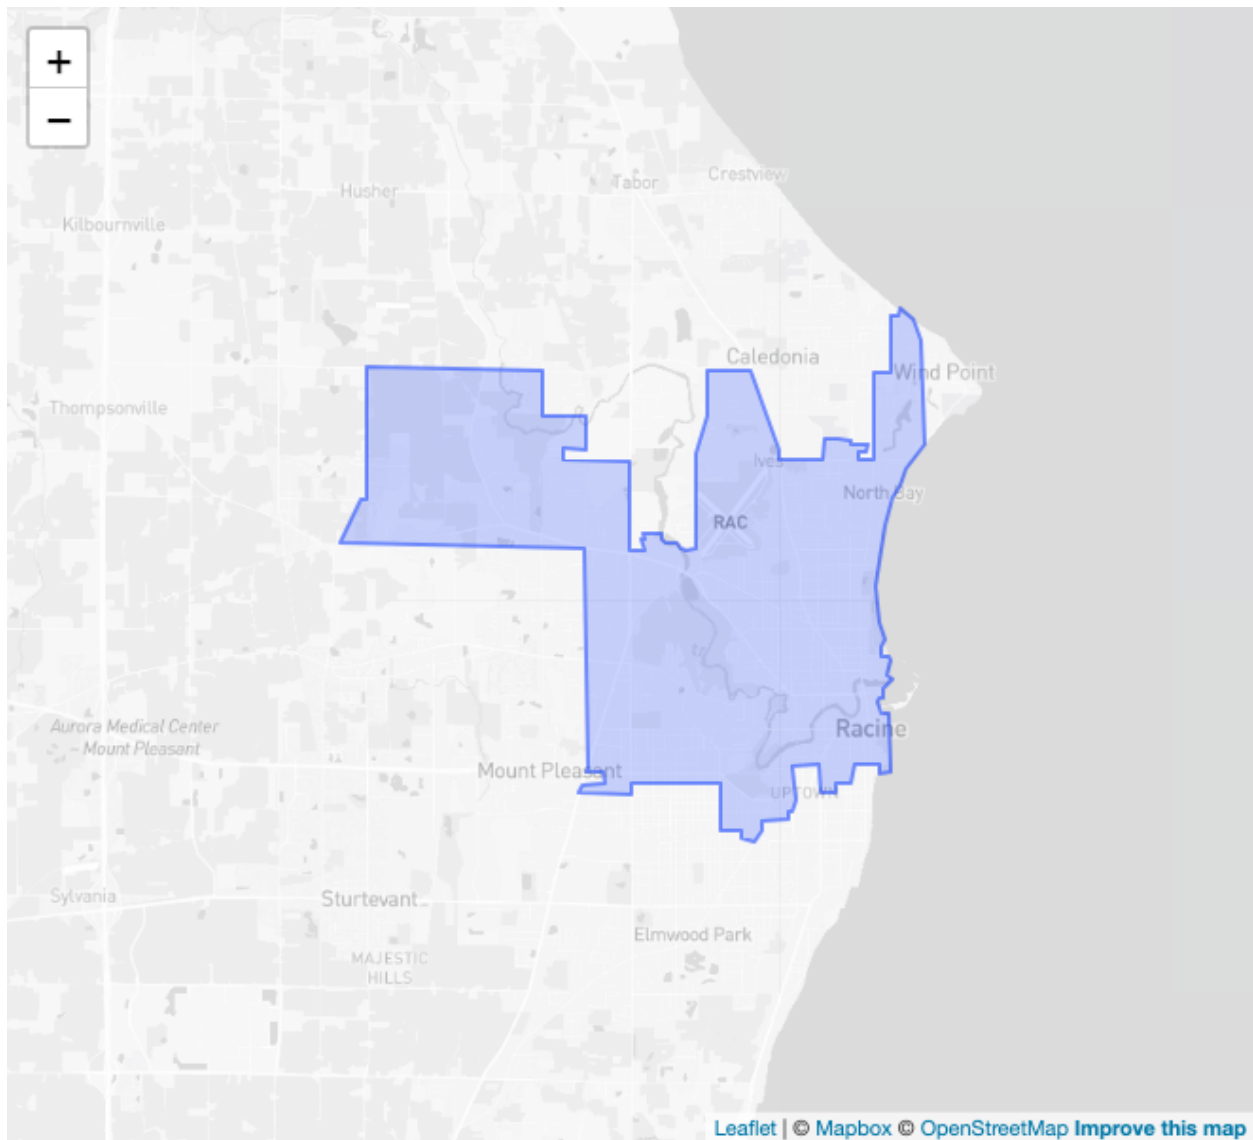 +
−
Crestview
Tabor
Husher
Kilbournville
Caledonia
Wind Point
Thompsonville
Ives
North Bay
RAC
Aurora Medical Center
– Mount Pleasant
Racine
Mount Pleasant
UPTOWN
Sylvania
Sturtevant
Elmwood Park
MAJESTIC
HILLS
Leaflet | © Mapbox © OpenStreetMap Improve this map